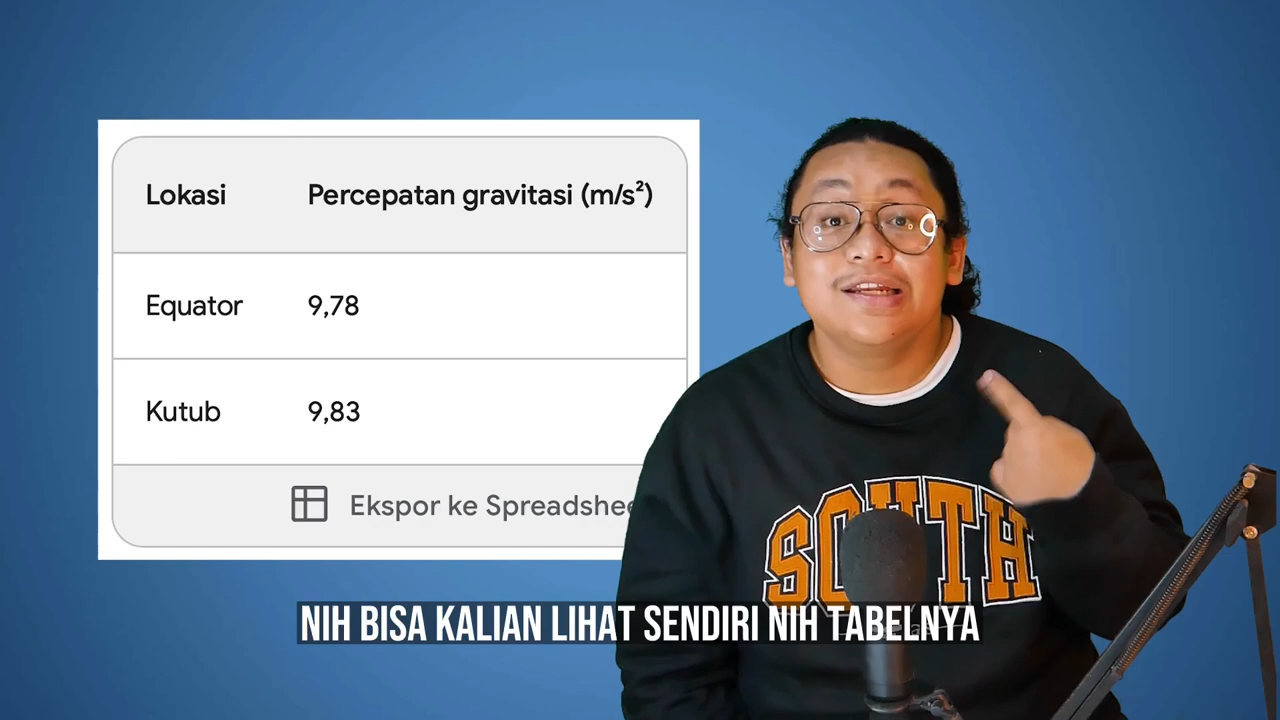 Lokasi Percepatan gravitasi (m/s²)
Equator 9,78
Kutub 9,83
Ekspor ke Spreadshee
SOUTH
NIH BISA KALIAN LIHAT SENDIRI NIH TABELNYA